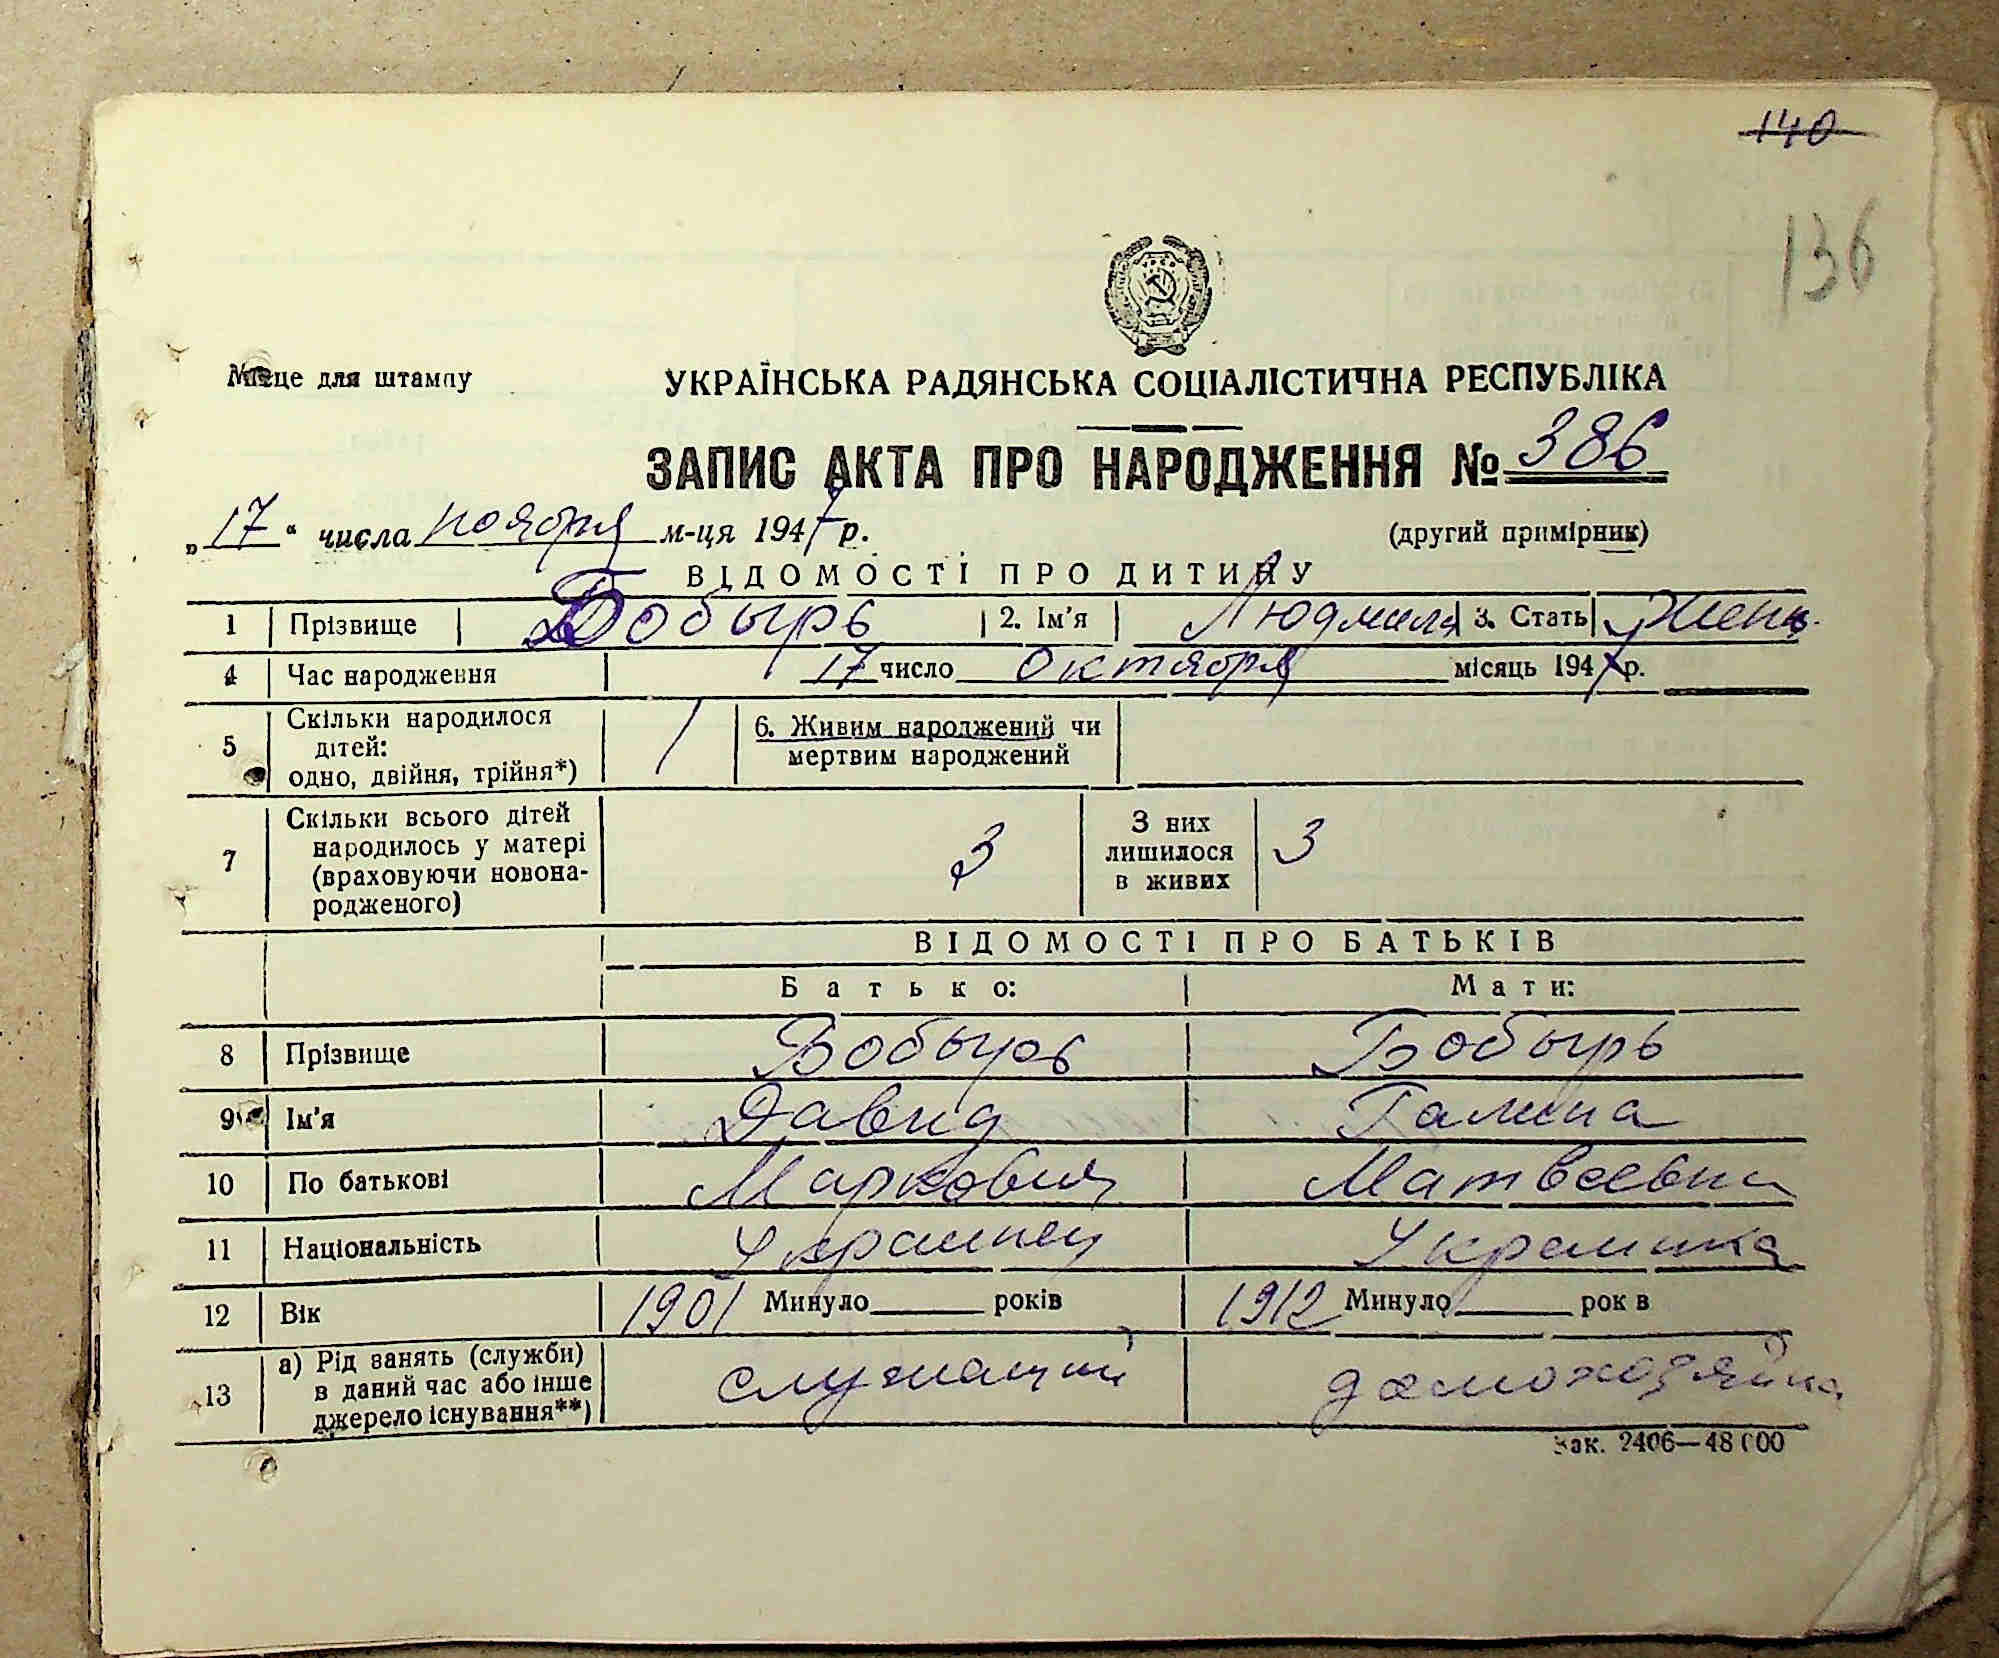 140
136
УРСР
Місце для штампу
УКРАЇНСЬКА РАДЯНСЬКА СОЦІАЛІСТИЧНА РЕСПУБЛІКА
ЗАПИС АКТА ПРО НАРОДЖЕННЯ № 386
„17“ числа ноября м-ця 1947 р.
(другий примірник)
ВІДОМОСТІ ПРО ДИТИНУ
1 Прізвище Бобырь 2. Ім'я Людмила 3. Стать Женск.
4 Час народження 17 число октября місяць 1947 р.
5 Скільки народилося дітей: одно, двійня, трійня*) 1 6. Живим народжений чи мертвим народжений
7 Скільки всього дітей народилось у матері (враховуючи новонародженого) 3 З них лишилося в живих 3
ВІДОМОСТІ ПРО БАТЬКІВ
Батько: Мати:
8 Прізвище Бобырь Бобырь
9 Ім'я Давид Галина
10 По батькові Маркович Матвеевна
11 Національність Украинец Украинка
12 Вік 1901 Минуло років 1912 Минуло рок в
13 а) Рід занять (служби) в даний час або інше джерело існування**) служащий домохозяйка
Зак. 2406—48000